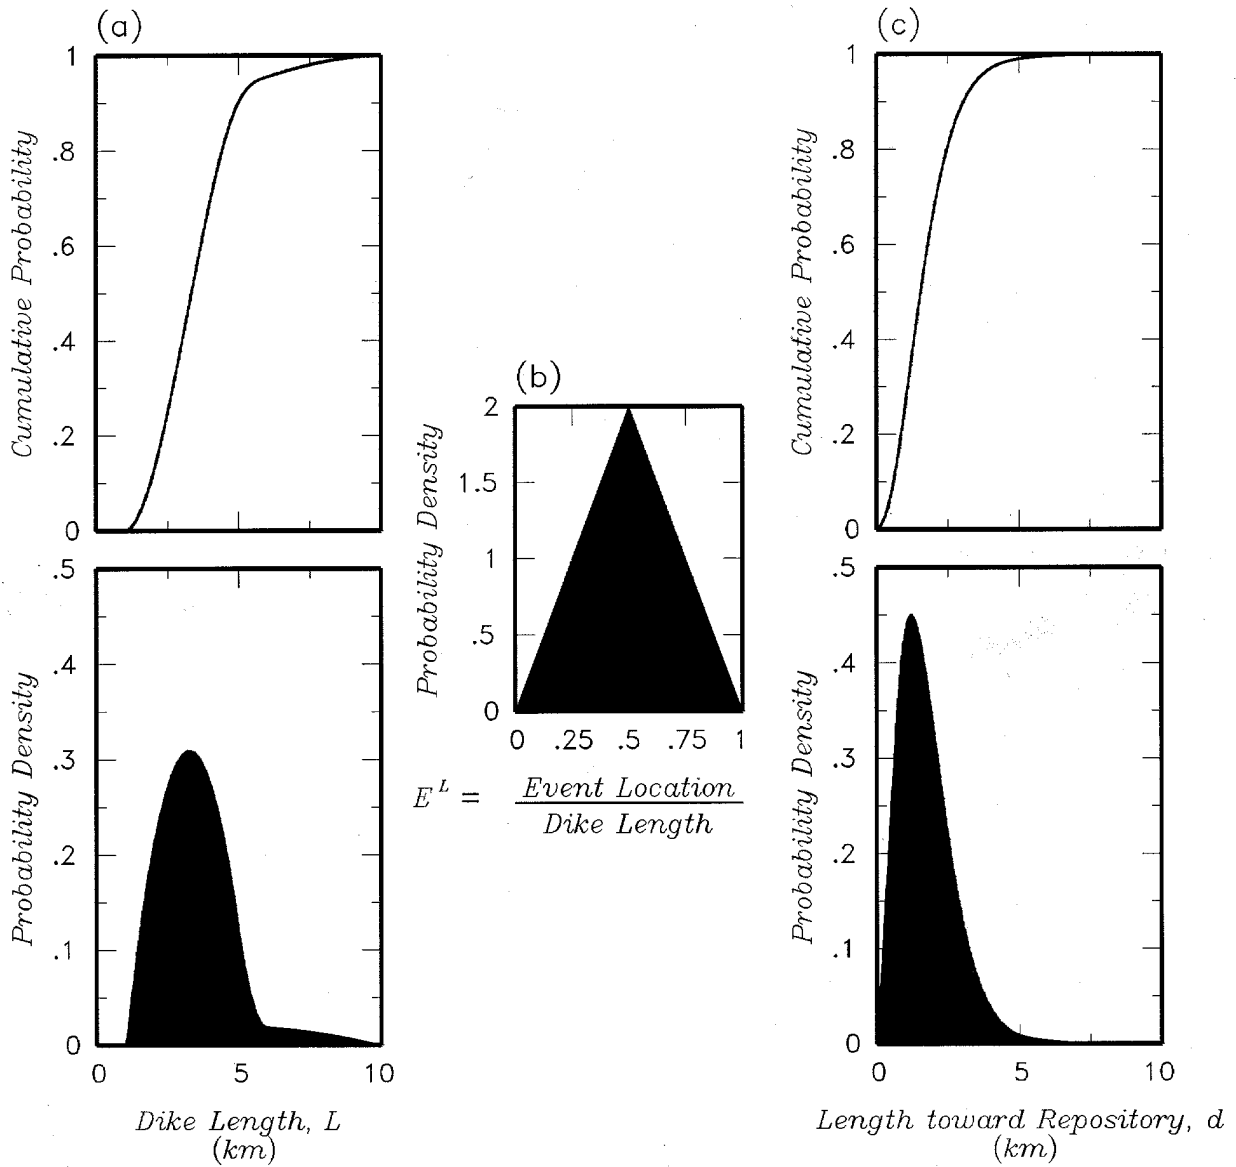 (a)
1
.8
.6
.4
.2
0
Cumulative Probability
.5
.4
.3
.2
.1
0
Probability Density
0 5 10
Dike Length, L
(km)
(b)
2
1.5
1
.5
0
Probability Density
0 .25 .5 .75 1
E^L = Event Location
Dike Length
(c)
1
.8
.6
.4
.2
0
Cumulative Probability
.5
.4
.3
.2
.1
0
Probability Density
0 5 10
Length toward Repository, d
(km)